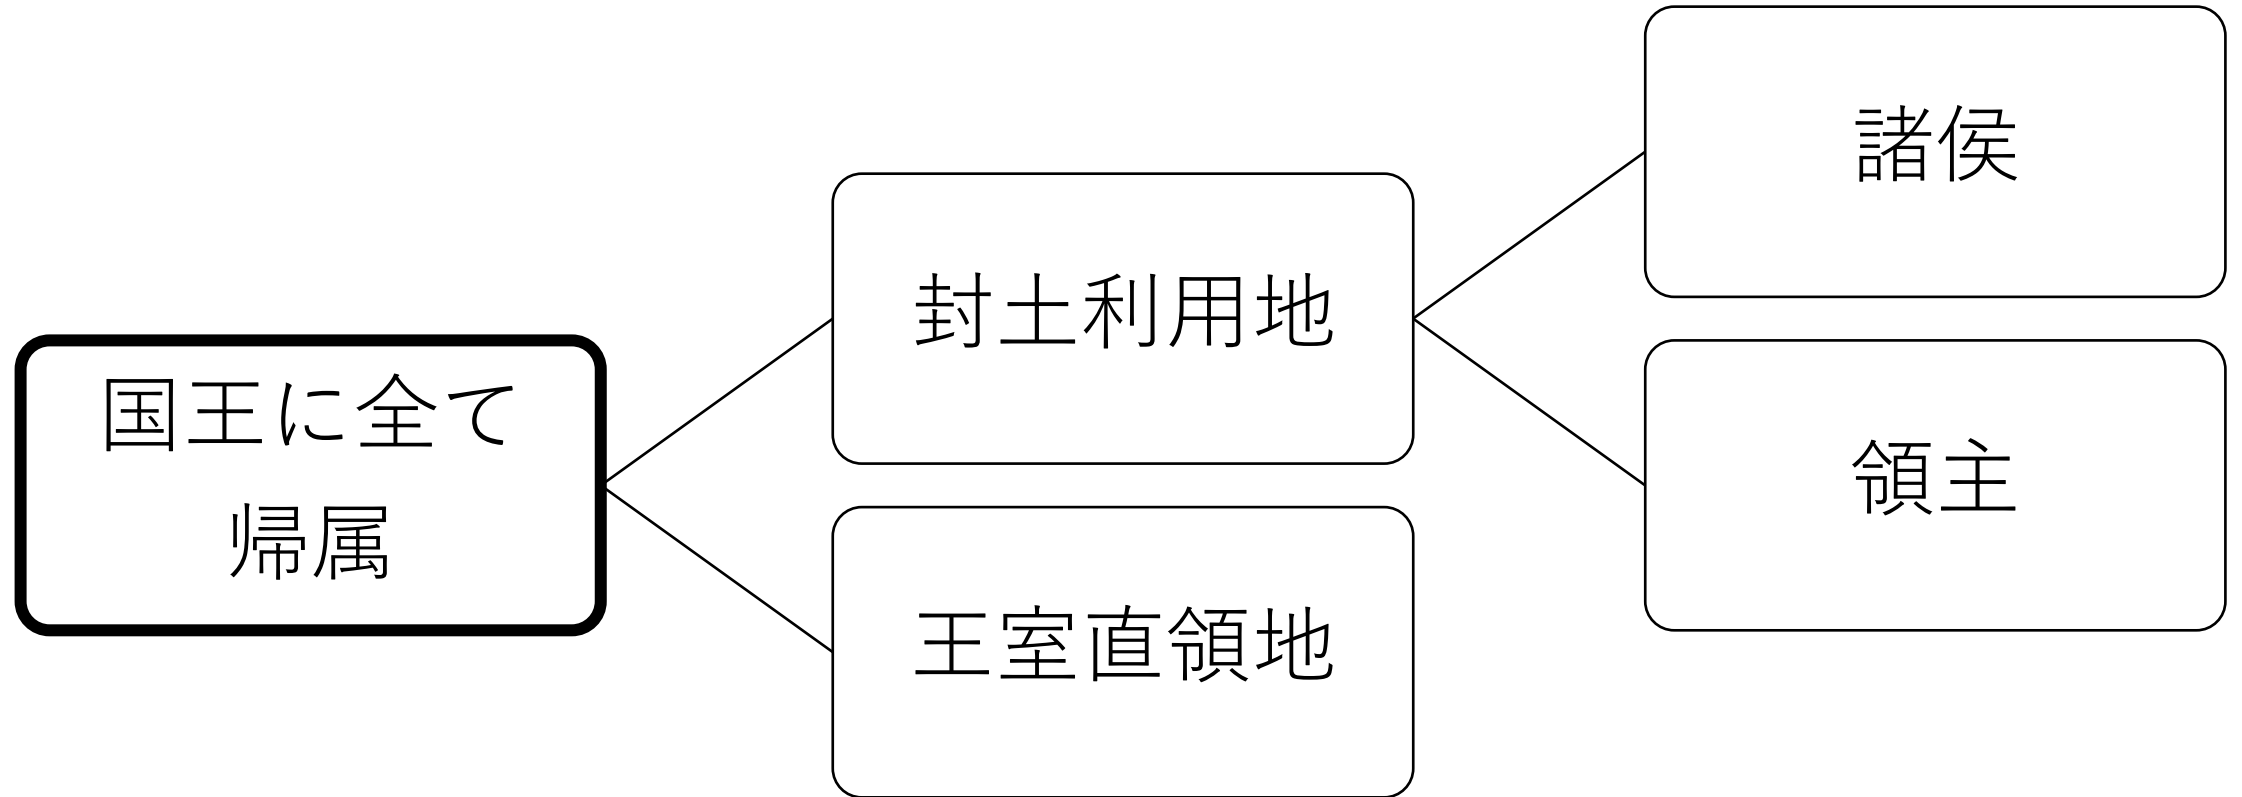 国王に全て
帰属
封土利用地
王室直領地
諸侯
領主